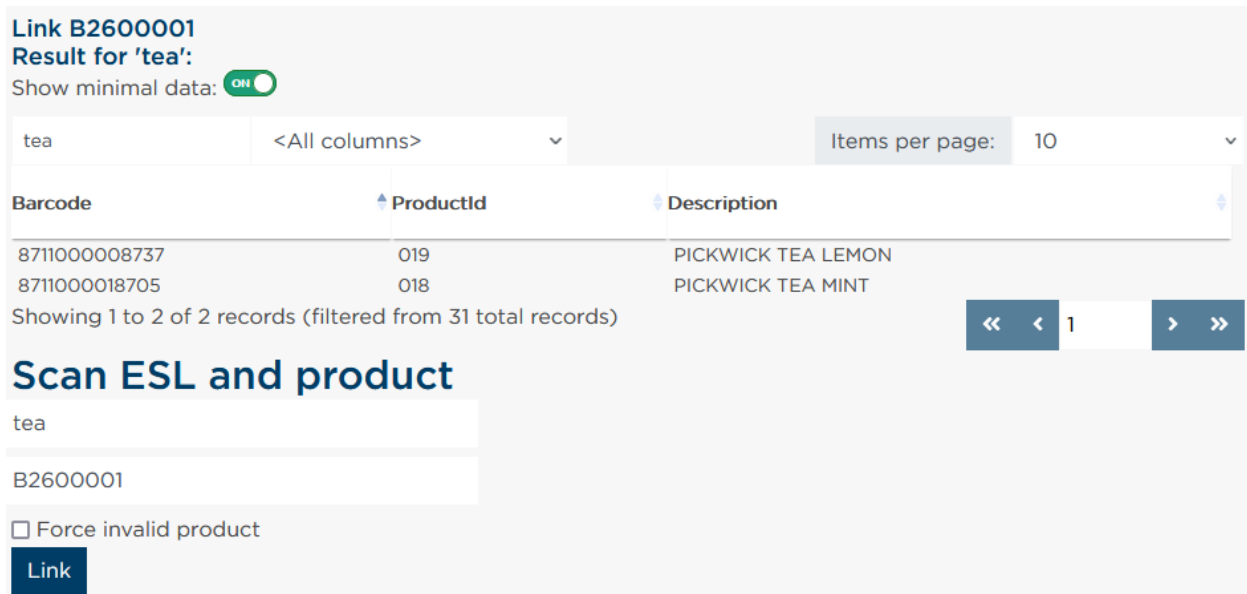 Link B2600001
Result for 'tea':
Show minimal data: ON
tea <All columns> Items per page: 10
Barcode ProductId Description
8711000008737 019 PICKWICK TEA LEMON
8711000018705 018 PICKWICK TEA MINT
Showing 1 to 2 of 2 records (filtered from 31 total records)
« ‹ 1 › »
Scan ESL and product
tea
B2600001
Force invalid product
Link